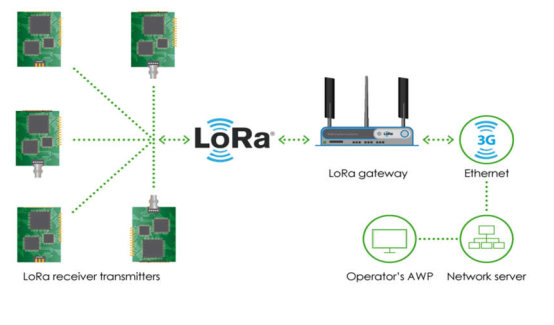 LoRa®
3G
LoRa gateway
Ethernet
LoRa receiver transmitters
Operator's AWP
Network server